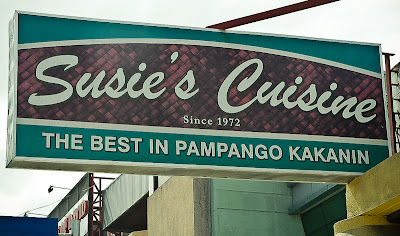 Susie's Cuisine
Since 1972
THE BEST IN PAMPANGO KAKANIN